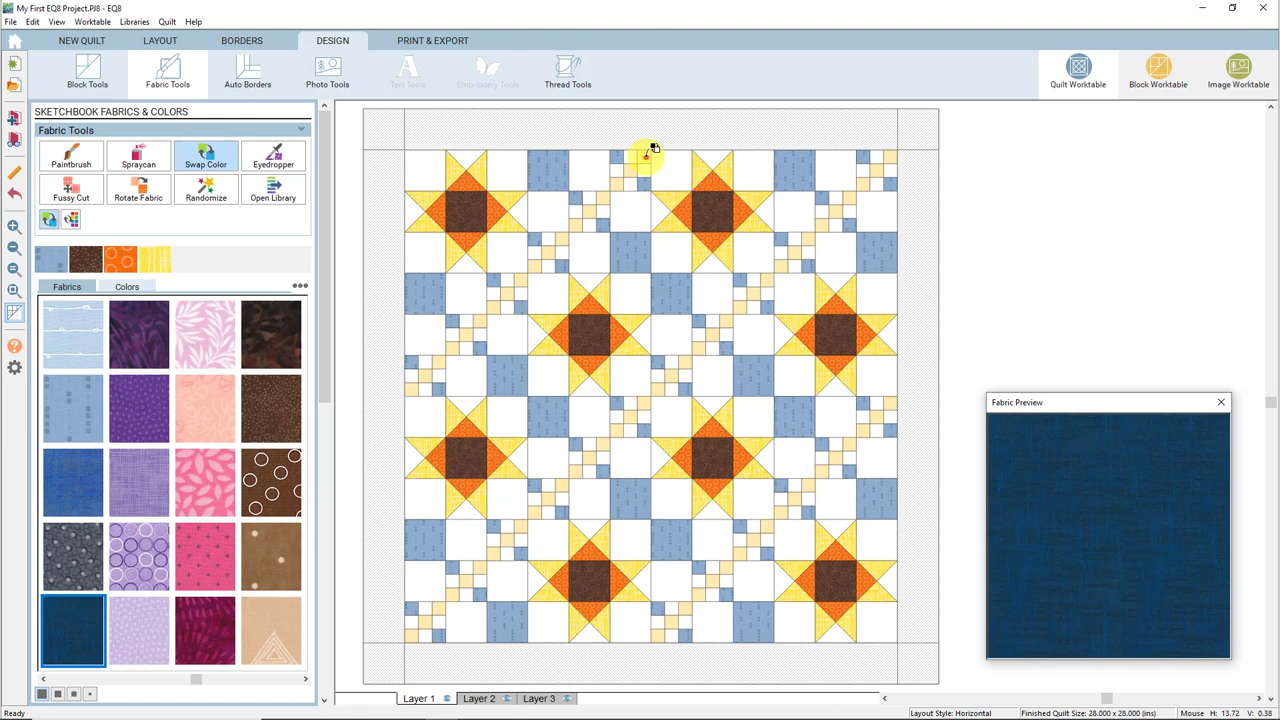 My First EQ8 Project.PJ8 - EQ8
File Edit View Worktable Libraries Quilt Help
NEW QUILT LAYOUT BORDERS DESIGN PRINT & EXPORT
Block Tools Fabric Tools Auto Borders Photo Tools Text Tools Embroidery Tools Thread Tools Quilt Worktable Block Worktable Image Worktable
SKETCHBOOK FABRICS & COLORS
Fabric Tools
Paintbrush Spraycan Swap Color Eyedropper
Fussy Cut Rotate Fabric Randomize Open Library
Fabrics Colors
Fabric Preview
Layer 1 Layer 2 Layer 3
Ready Layout Style: Horizontal Finished Quilt Size: 28.000 x 28.000 (ins) Mouse H: 13.72 V: 0.38